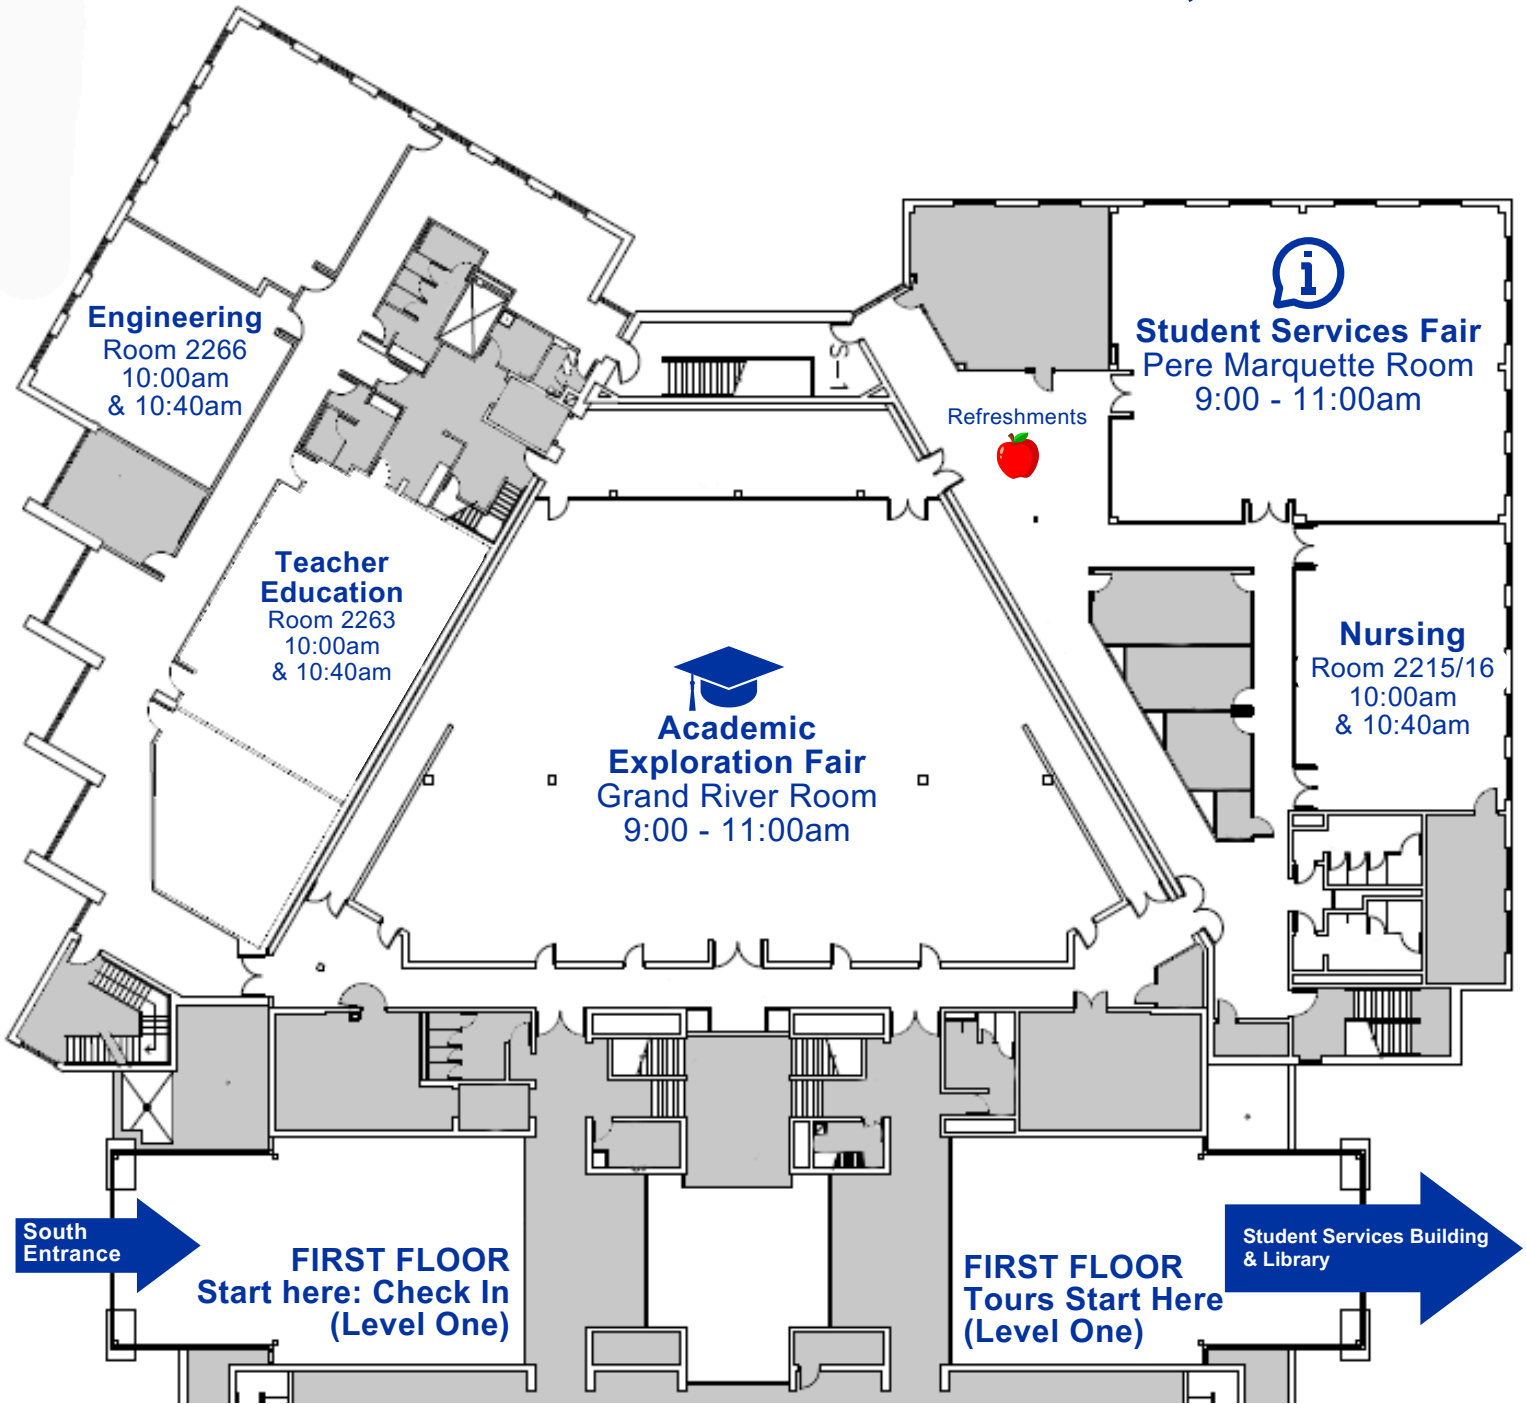 Engineering
Room 2266
10:00am
& 10:40am
Student Services Fair
Pere Marquette Room
9:00 - 11:00am
S-1
Refreshments
Teacher
Education
Room 2263
10:00am
& 10:40am
Nursing
Room 2215/16
10:00am
& 10:40am
Academic
Exploration Fair
Grand River Room
9:00 - 11:00am
South
Entrance
FIRST FLOOR
Start here: Check In
(Level One)
FIRST FLOOR
Tours Start Here
(Level One)
Student Services Building
& Library